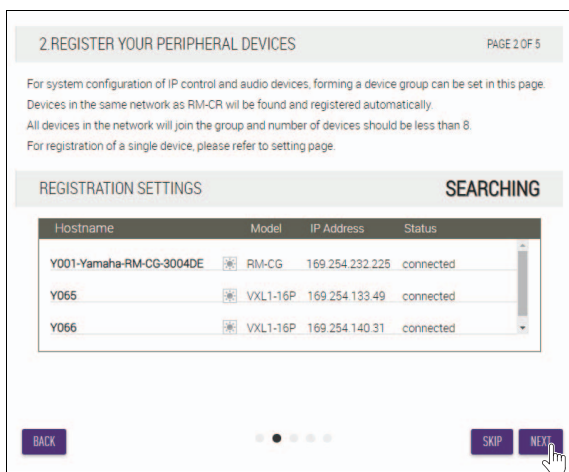 2.REGISTER YOUR PERIPHERAL DEVICES
PAGE 2 OF 5
For system configuration of IP control and audio devices, forming a device group can be set in this page.
Devices in the same network as RM-CR wil be found and registered automatically.
All devices in the network will join the group and number of devices should be less than 8.
For registration of a single device, please refer to setting page.
REGISTRATION SETTINGS
SEARCHING
Hostname Model IP Address Status
Y001-Yamaha-RM-CG-3004DE RM-CG 169.254.232.225 connected
Y065 VXL1-16P 169.254.133.49 connected
Y066 VXL1-16P 169.254.140.31 connected
BACK
SKIP
NEXT